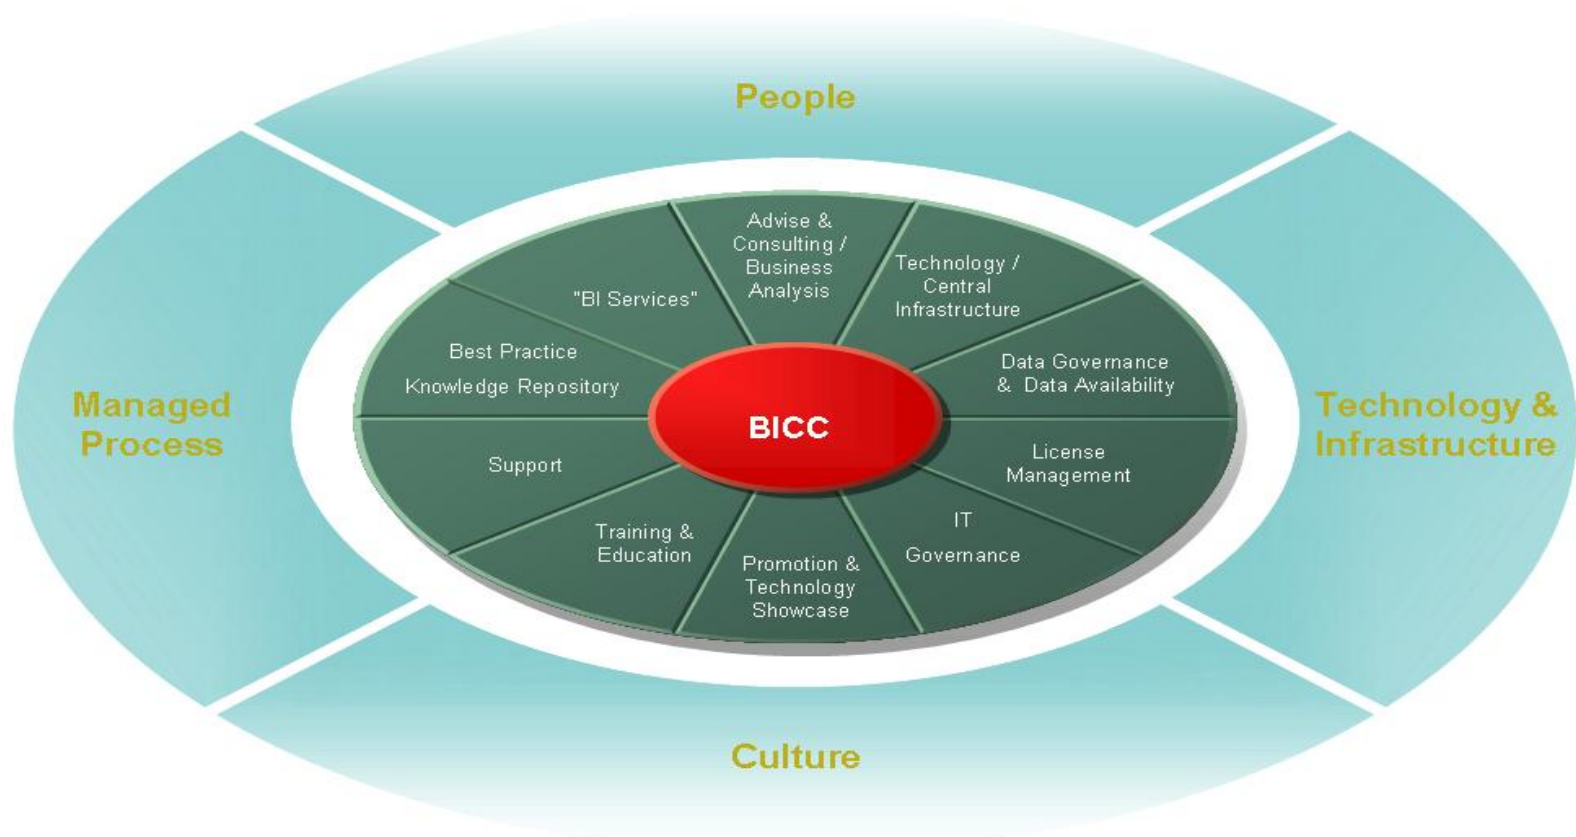 People
Advise &
Consulting /
Business
Analysis
Technology /
Central
Infrastructure
"BI Services"
Best Practice
Knowledge Repository
Data Governance
& Data Availability
Managed
Process
BICC
Technology &
Infrastructure
Support
License
Management
Training &
Education
IT
Governance
Promotion &
Technology
Showcase
Culture